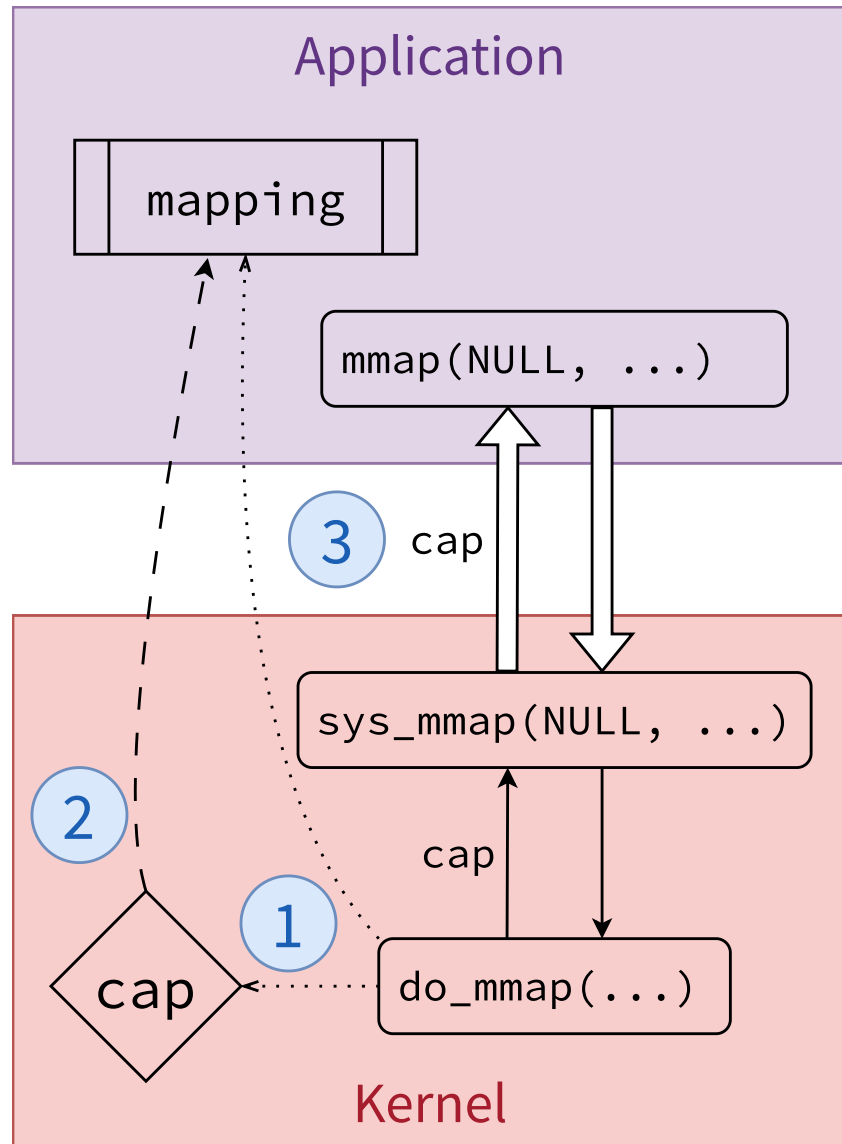 Application
mapping
mmap(NULL, ...)
3
cap
sys_mmap(NULL, ...)
2
cap
1
cap
do_mmap(...)
Kernel